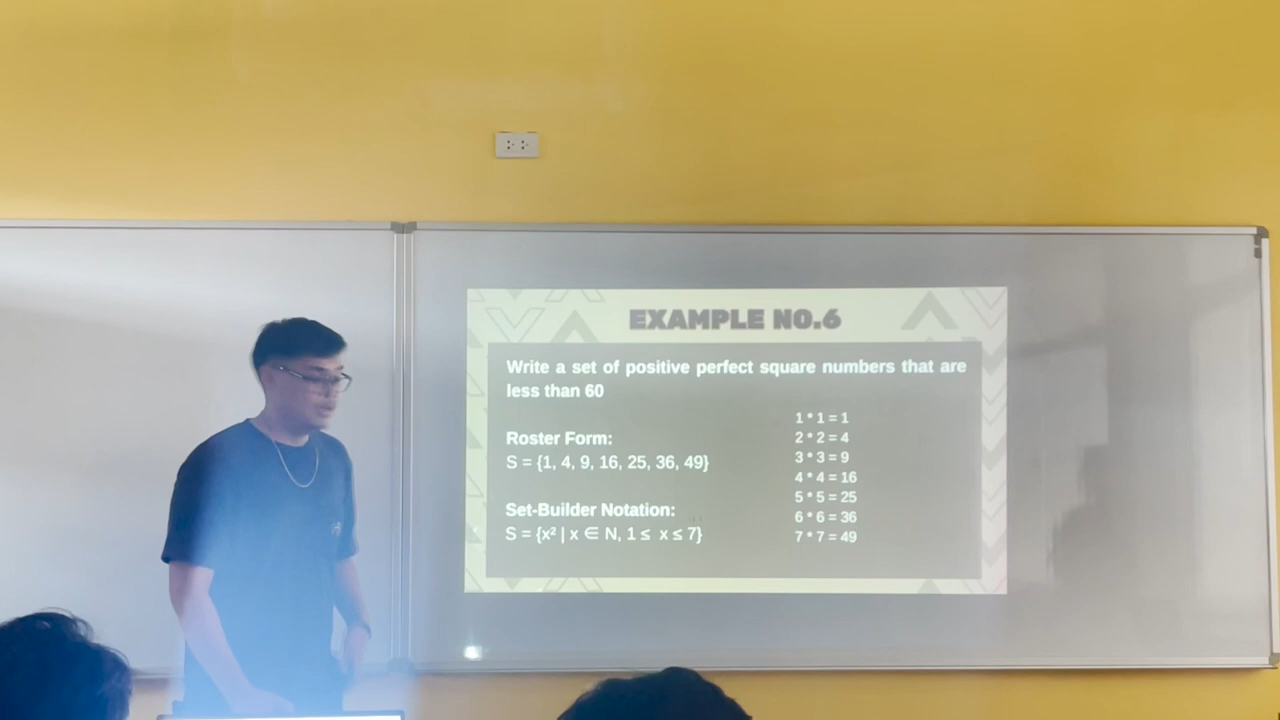 EXAMPLE NO.6
Write a set of positive perfect square numbers that are
less than 60
Roster Form:
S = {1, 4, 9, 16, 25, 36, 49}
Set-Builder Notation:
S = {x² | x ∈ N, 1 ≤ x ≤ 7}
1 * 1 = 1
2 * 2 = 4
3 * 3 = 9
4 * 4 = 16
5 * 5 = 25
6 * 6 = 36
7 * 7 = 49